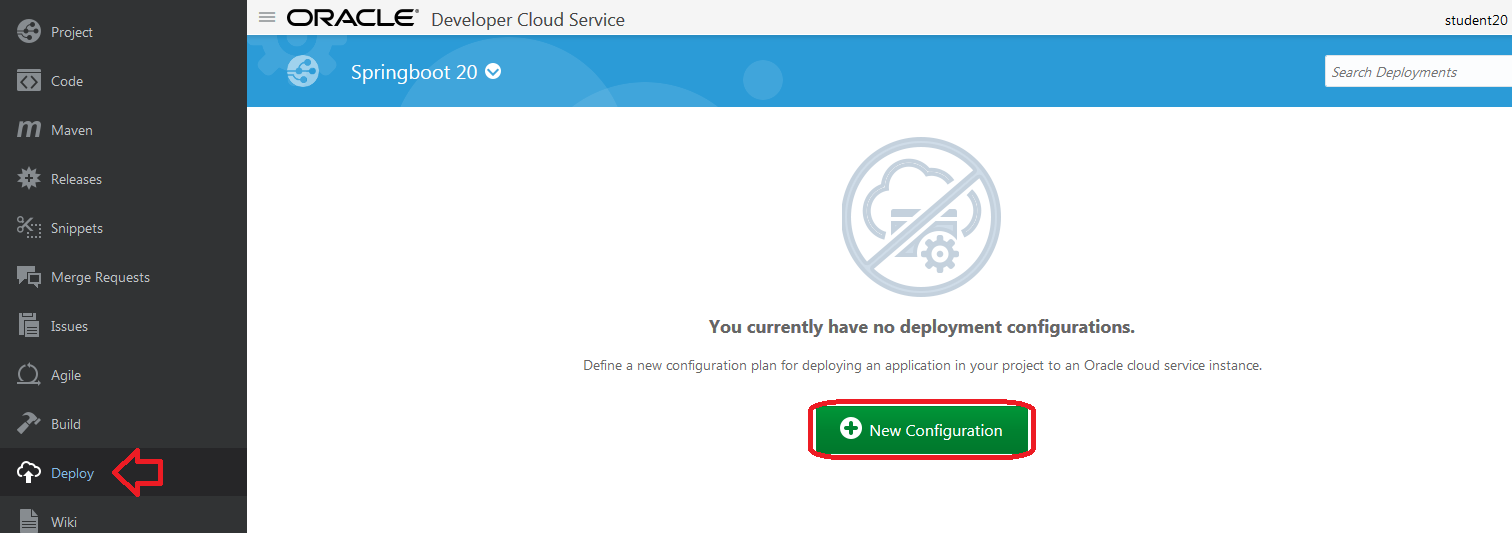 ORACLE® Developer Cloud Service
student20
Springboot 20
Search Deployments
Project
Code
m Maven
Releases
Snippets
Merge Requests
Issues
Agile
Build
Deploy
Wiki
You currently have no deployment configurations.
Define a new configuration plan for deploying an application in your project to an Oracle cloud service instance.
New Configuration